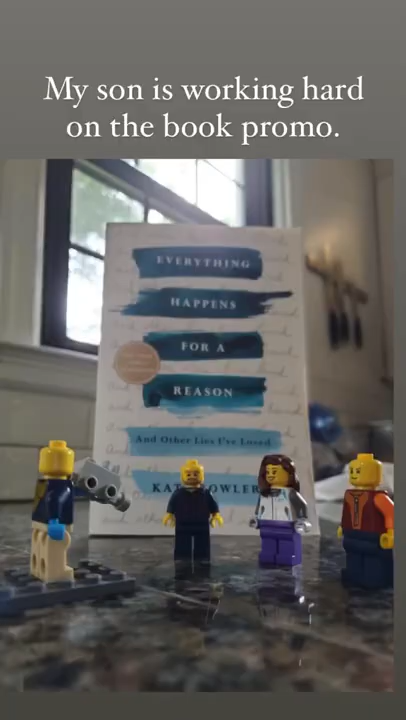 My son is working hard
on the book promo.
EVERYTHING
HAPPENS
FOR A
REASON
And Other Lies I've Loved